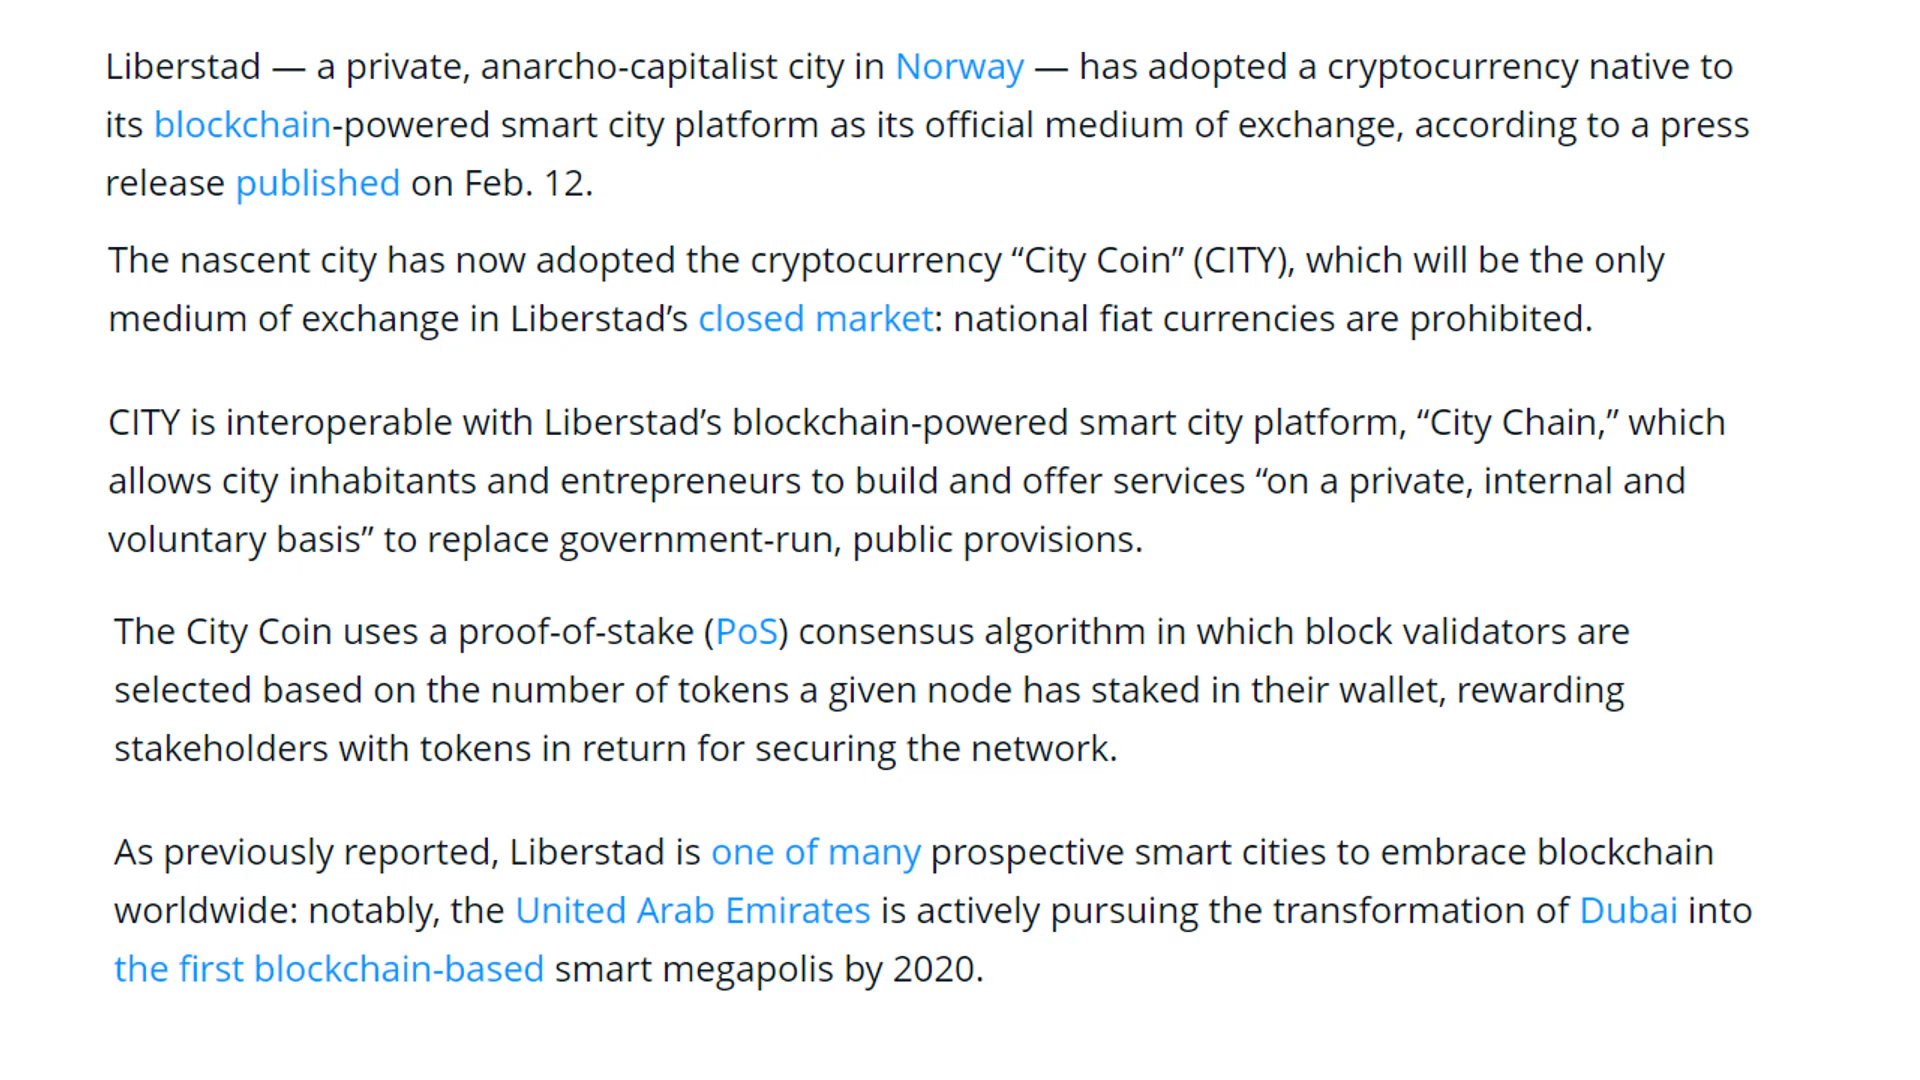 Liberstad — a private, anarcho-capitalist city in Norway — has adopted a cryptocurrency native to
its blockchain-powered smart city platform as its official medium of exchange, according to a press
release published on Feb. 12.
The nascent city has now adopted the cryptocurrency “City Coin” (CITY), which will be the only
medium of exchange in Liberstad’s closed market: national fiat currencies are prohibited.
CITY is interoperable with Liberstad’s blockchain-powered smart city platform, “City Chain,” which
allows city inhabitants and entrepreneurs to build and offer services “on a private, internal and
voluntary basis” to replace government-run, public provisions.
The City Coin uses a proof-of-stake (PoS) consensus algorithm in which block validators are
selected based on the number of tokens a given node has staked in their wallet, rewarding
stakeholders with tokens in return for securing the network.
As previously reported, Liberstad is one of many prospective smart cities to embrace blockchain
worldwide: notably, the United Arab Emirates is actively pursuing the transformation of Dubai into
the first blockchain-based smart megapolis by 2020.